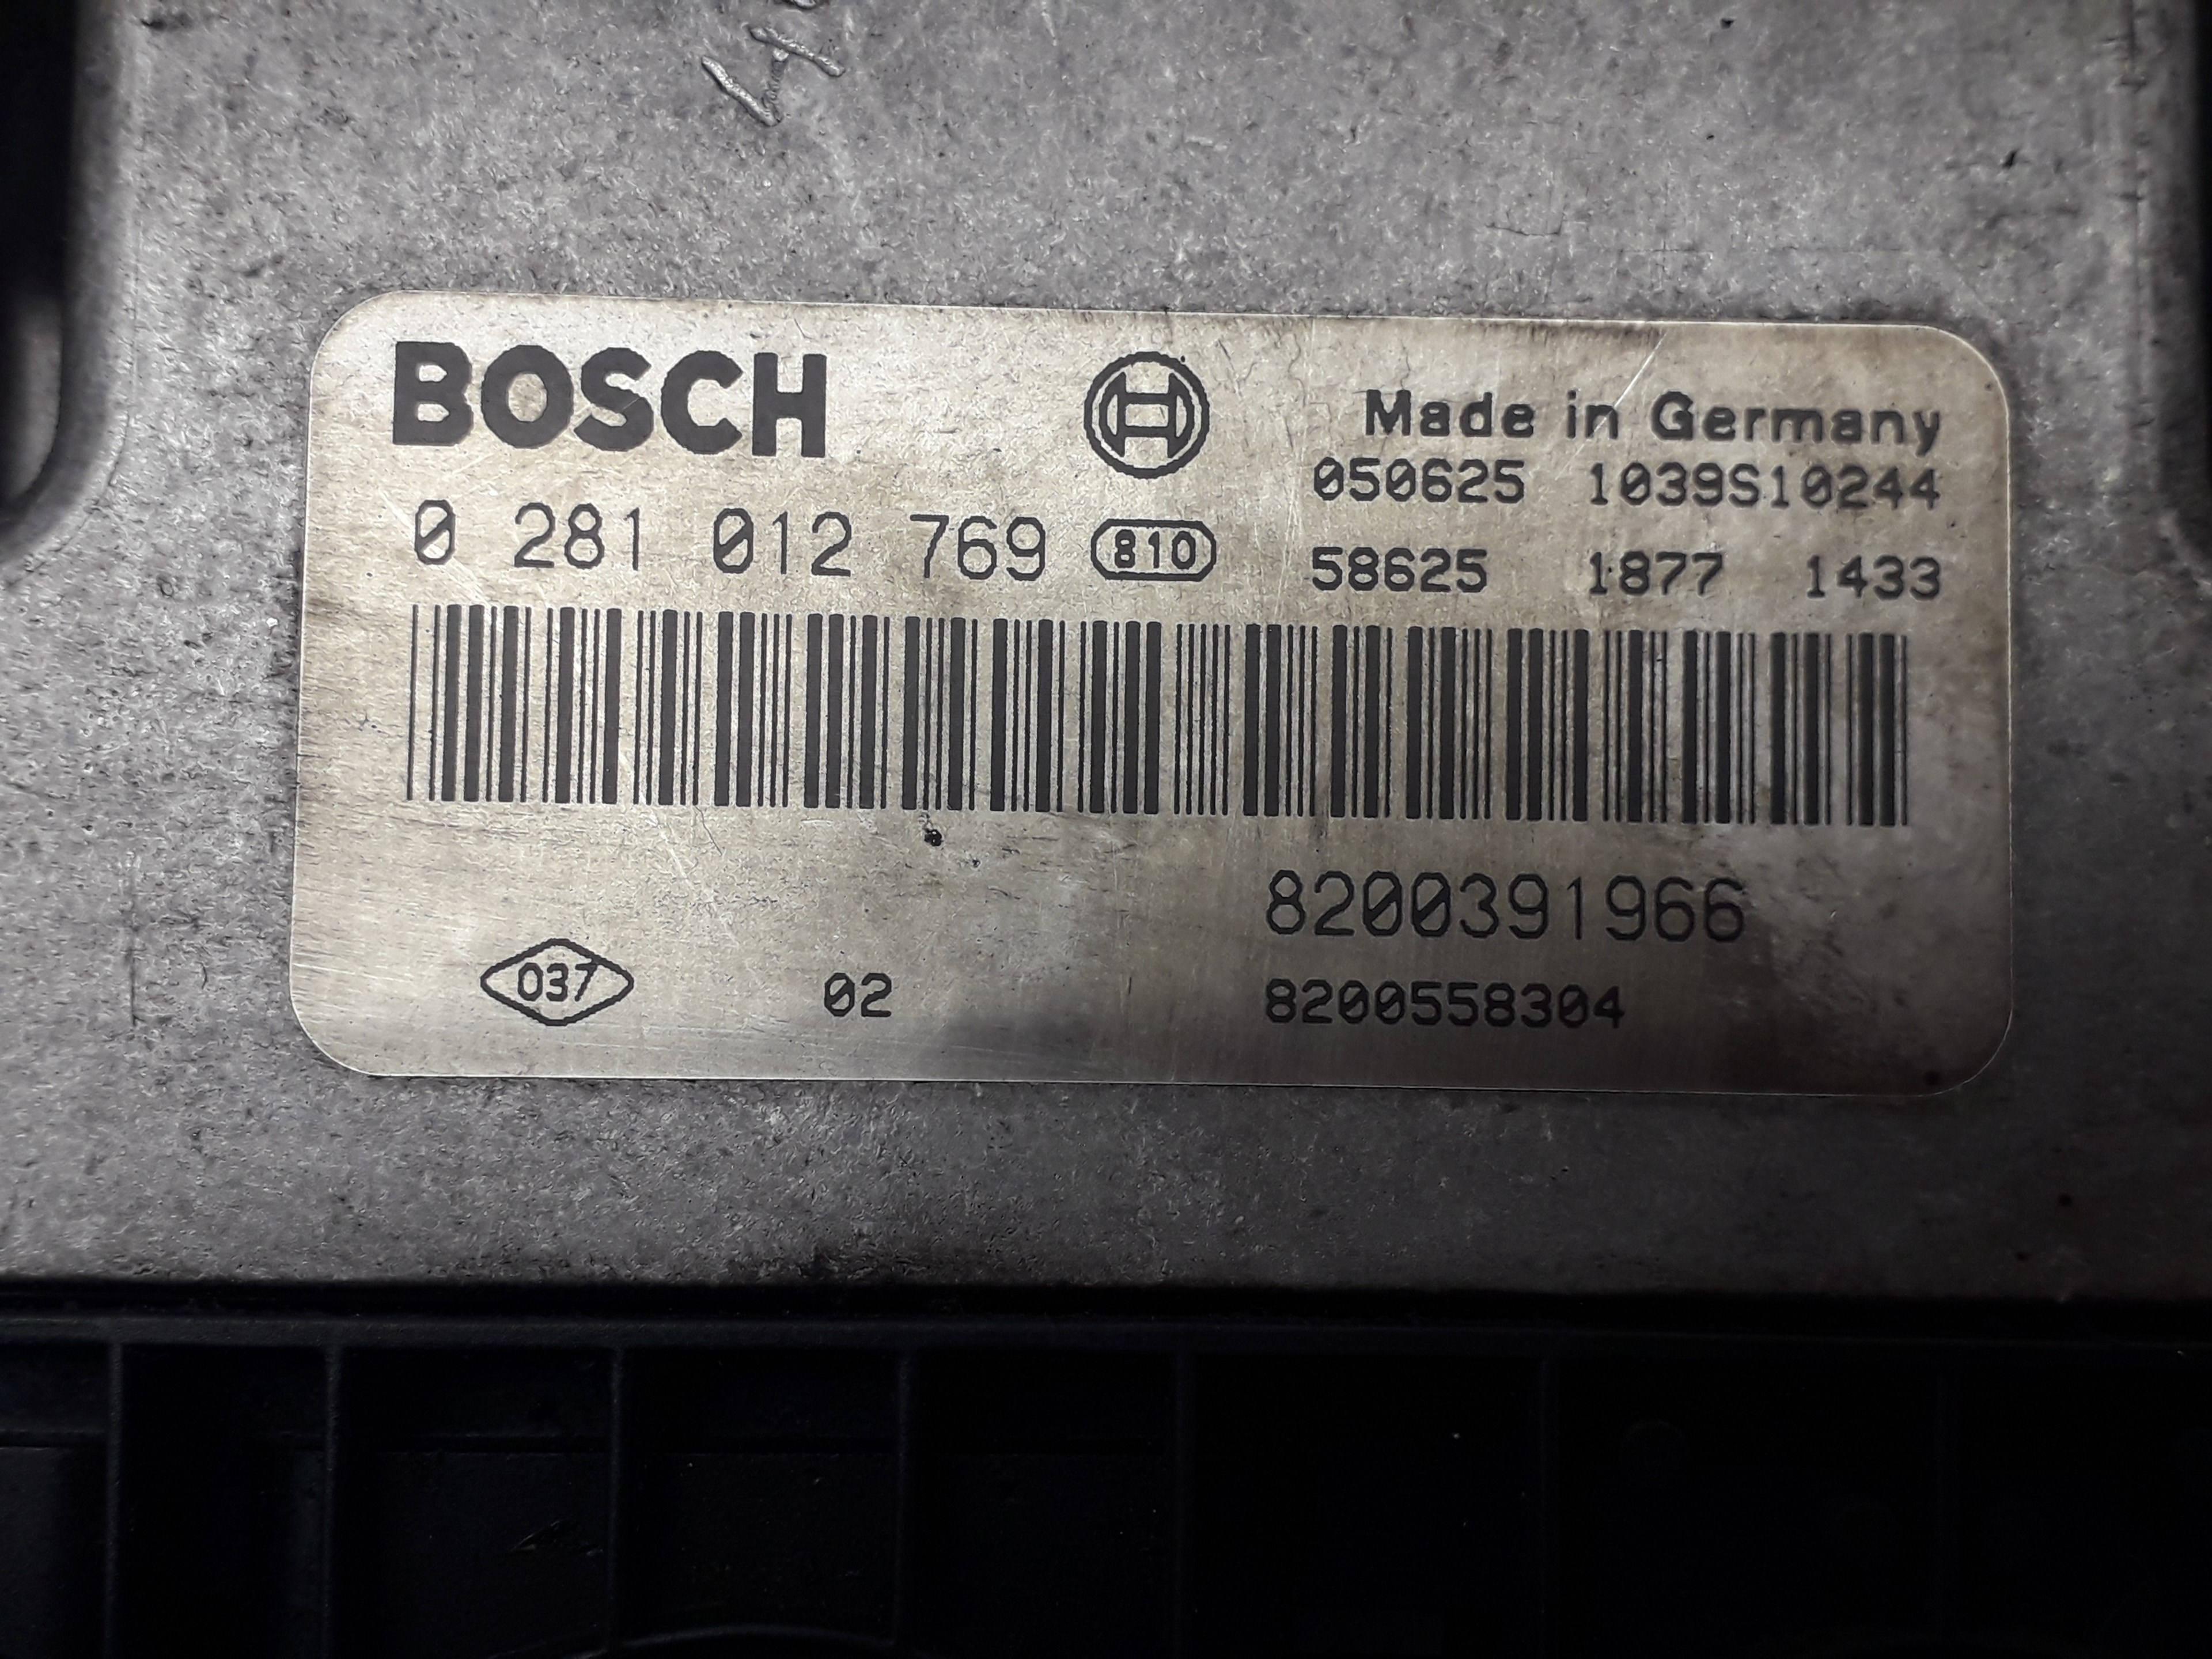 BOSCH
Made in Germany
050625 1039S10244
0 281 012 769 810
58625 1877 1433
8200391966
037 02 8200558304